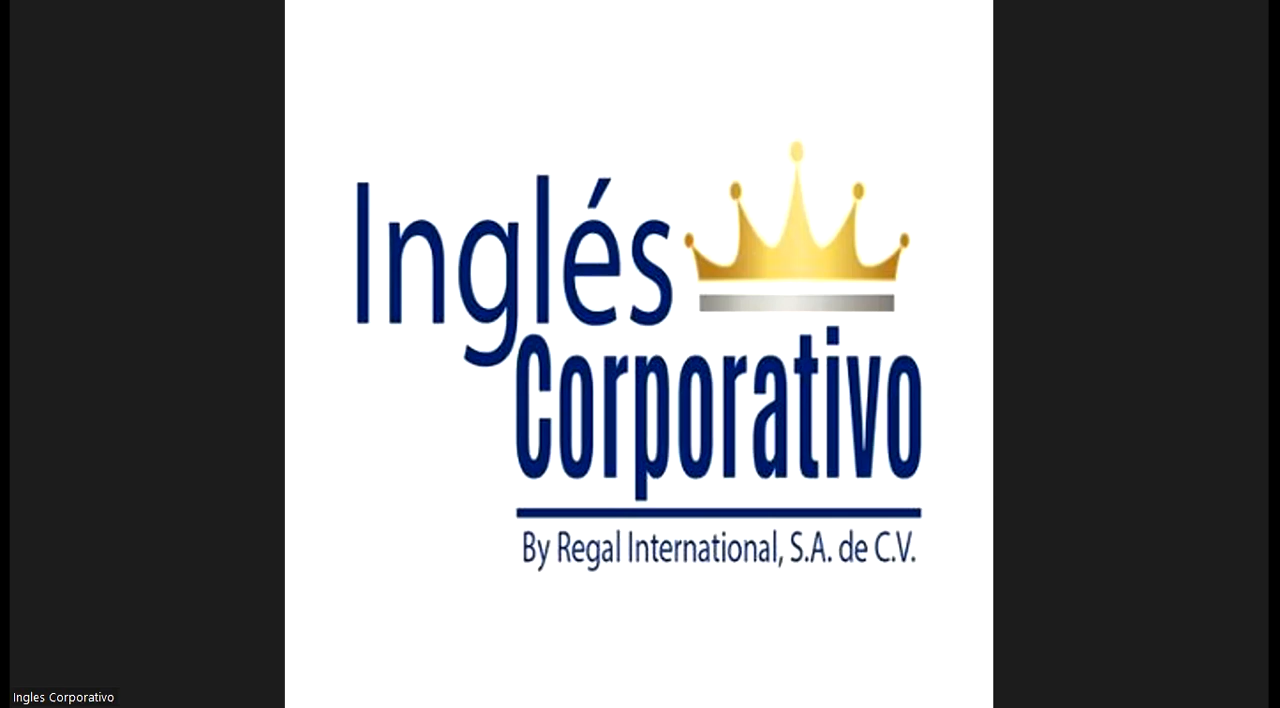 Inglés
Corporativo
By Regal International, S.A. de C.V.
Ingles Corporativo